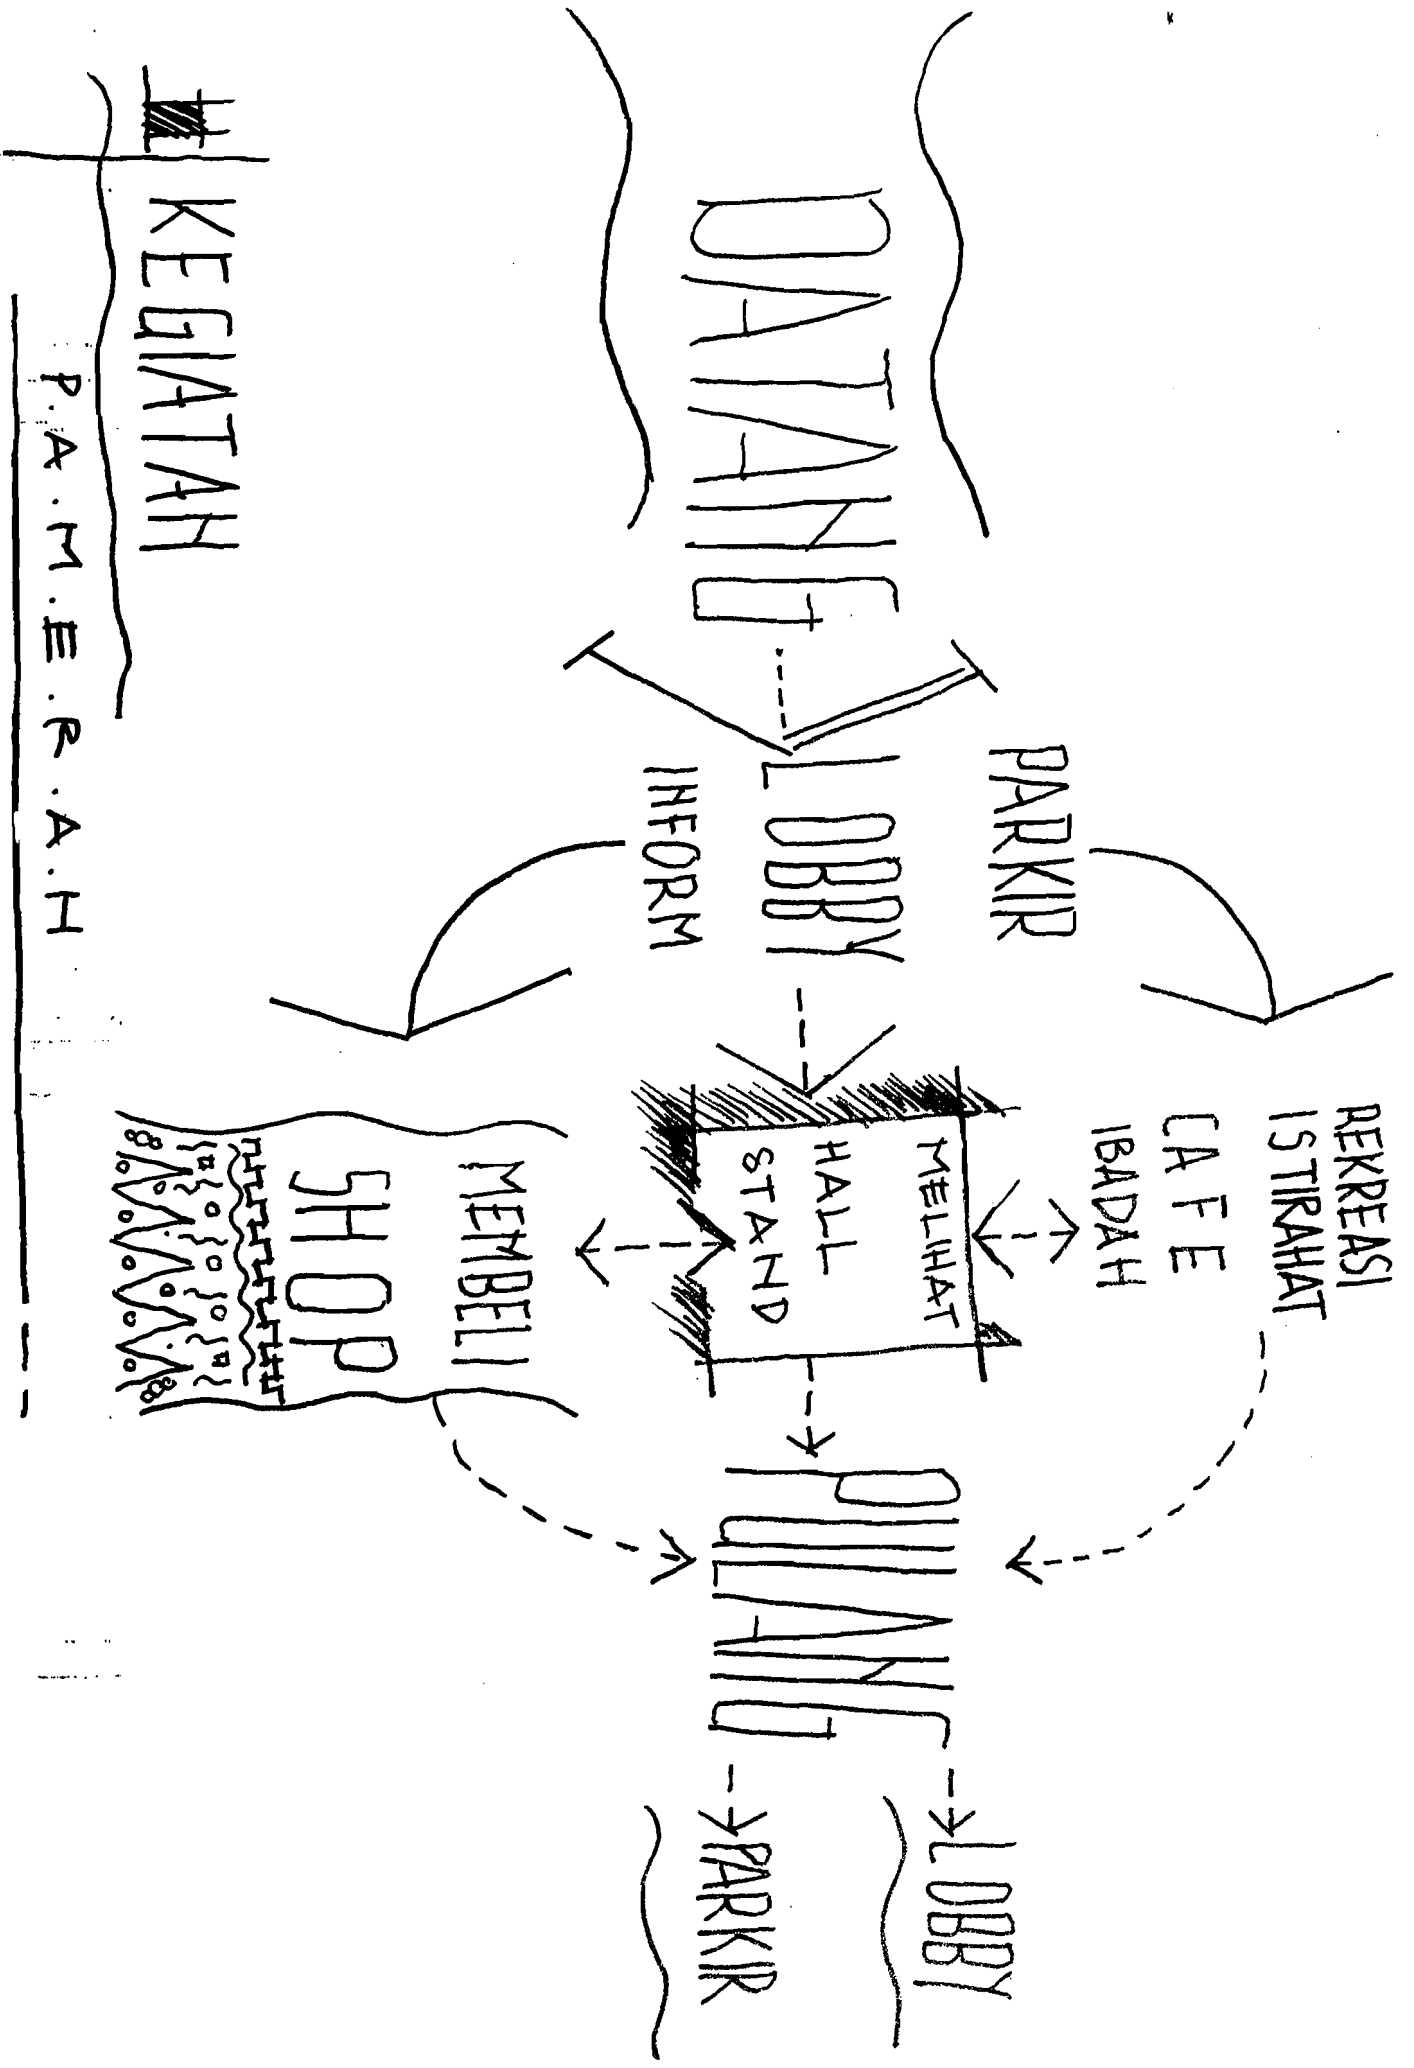 REKREASI
ISTIRAHAT
CAFE
IBADAH
PARKIR
DATANG
LOBBY
INFORM
MELIHAT
HALL
STAND
PULANG
LOBBY
PARKIR
MEMBELI
SHOP
KEGIATAN
P.A.M.E.R.A.N